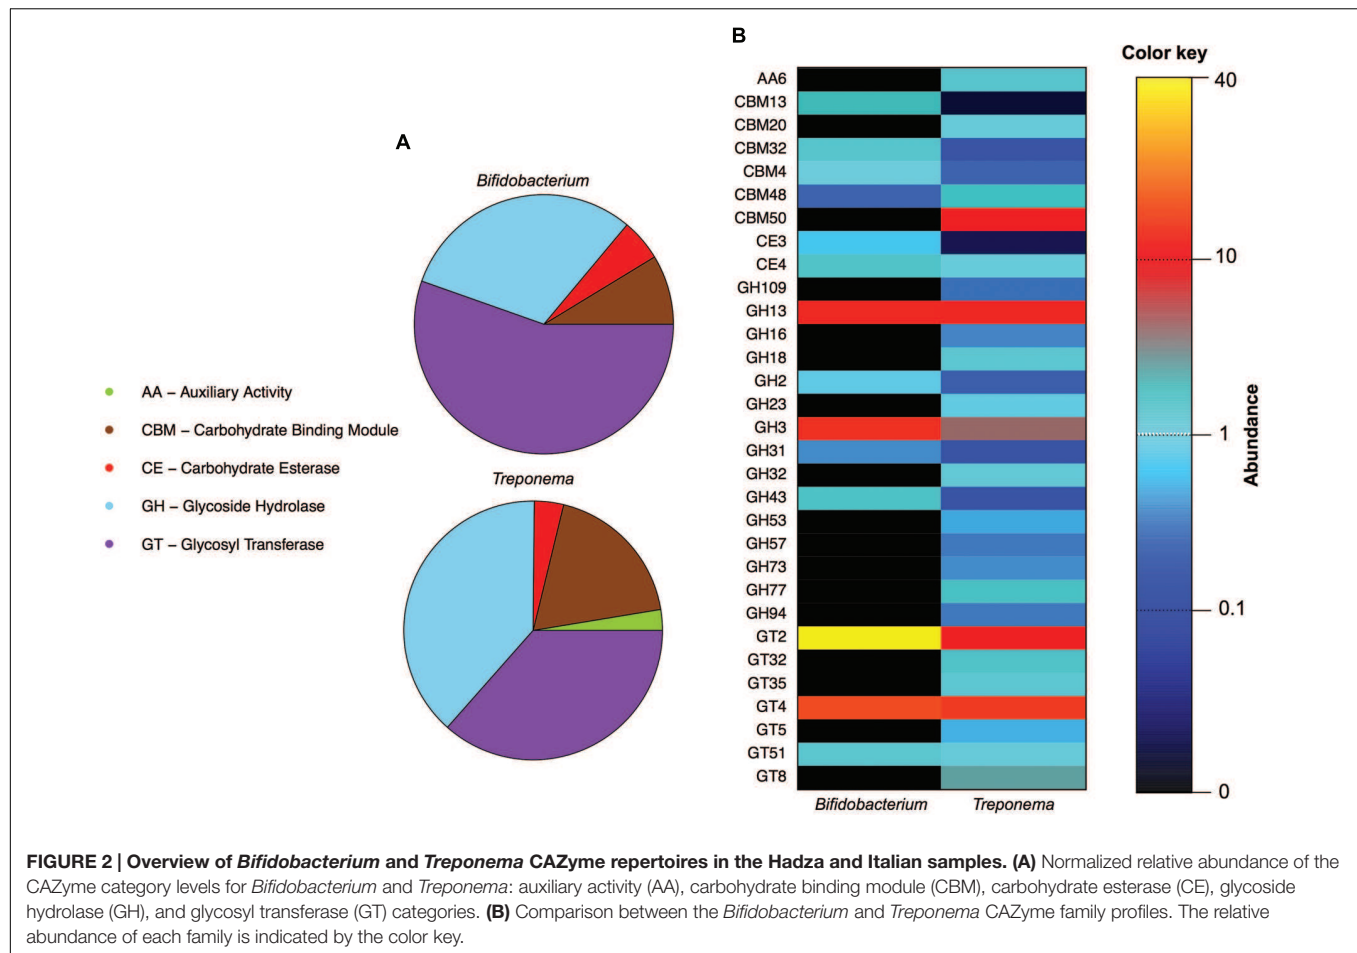 A
Bifidobacterium
AA – Auxiliary Activity
CBM – Carbohydrate Binding Module
CE – Carbohydrate Esterase
GH – Glycoside Hydrolase
GT – Glycosyl Transferase
Treponema
B
AA6
CBM13
CBM20
CBM32
CBM4
CBM48
CBM50
CE3
CE4
GH109
GH13
GH16
GH18
GH2
GH23
GH3
GH31
GH32
GH43
GH53
GH57
GH73
GH77
GH94
GT2
GT32
GT35
GT4
GT5
GT51
GT8
Bifidobacterium
Treponema
Color key
40
10
1
0.1
0
Abundance
FIGURE 2 | Overview of Bifidobacterium and Treponema CAZyme repertoires in the Hadza and Italian samples. (A) Normalized relative abundance of the
CAZyme category levels for Bifidobacterium and Treponema: auxiliary activity (AA), carbohydrate binding module (CBM), carbohydrate esterase (CE), glycoside
hydrolase (GH), and glycosyl transferase (GT) categories. (B) Comparison between the Bifidobacterium and Treponema CAZyme family profiles. The relative
abundance of each family is indicated by the color key.